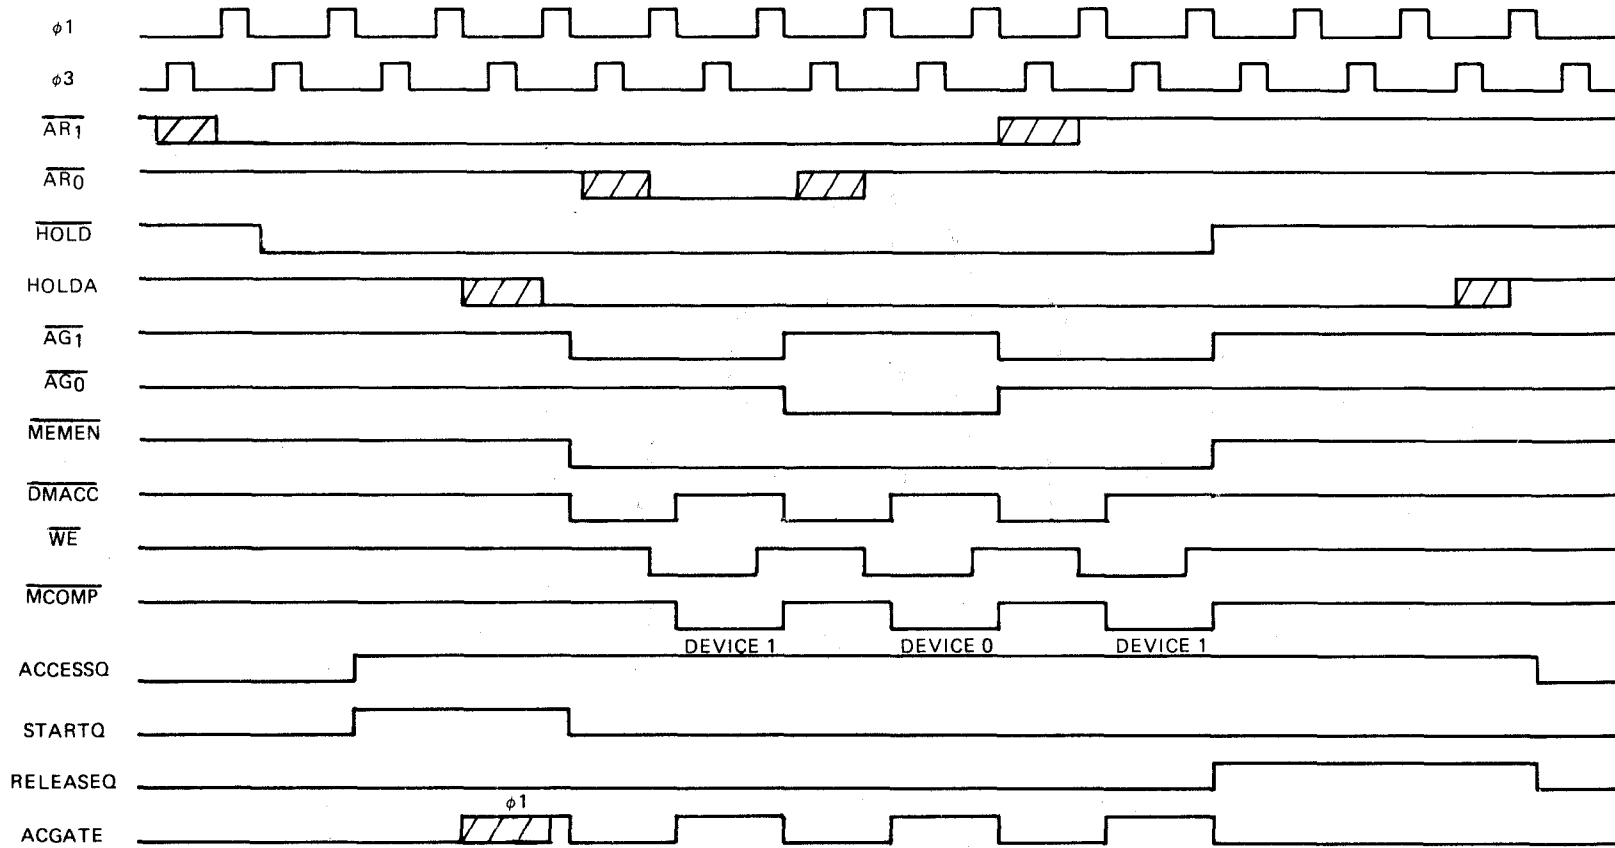 φ1
φ3
AR1
AR0
HOLD
HOLDA
AG1
AG0
MEMEN
DMACC
WE
MCOMP
DEVICE 1 DEVICE 0 DEVICE 1
ACCESSQ
STARTQ
RELEASEQ
φ1
ACGATE